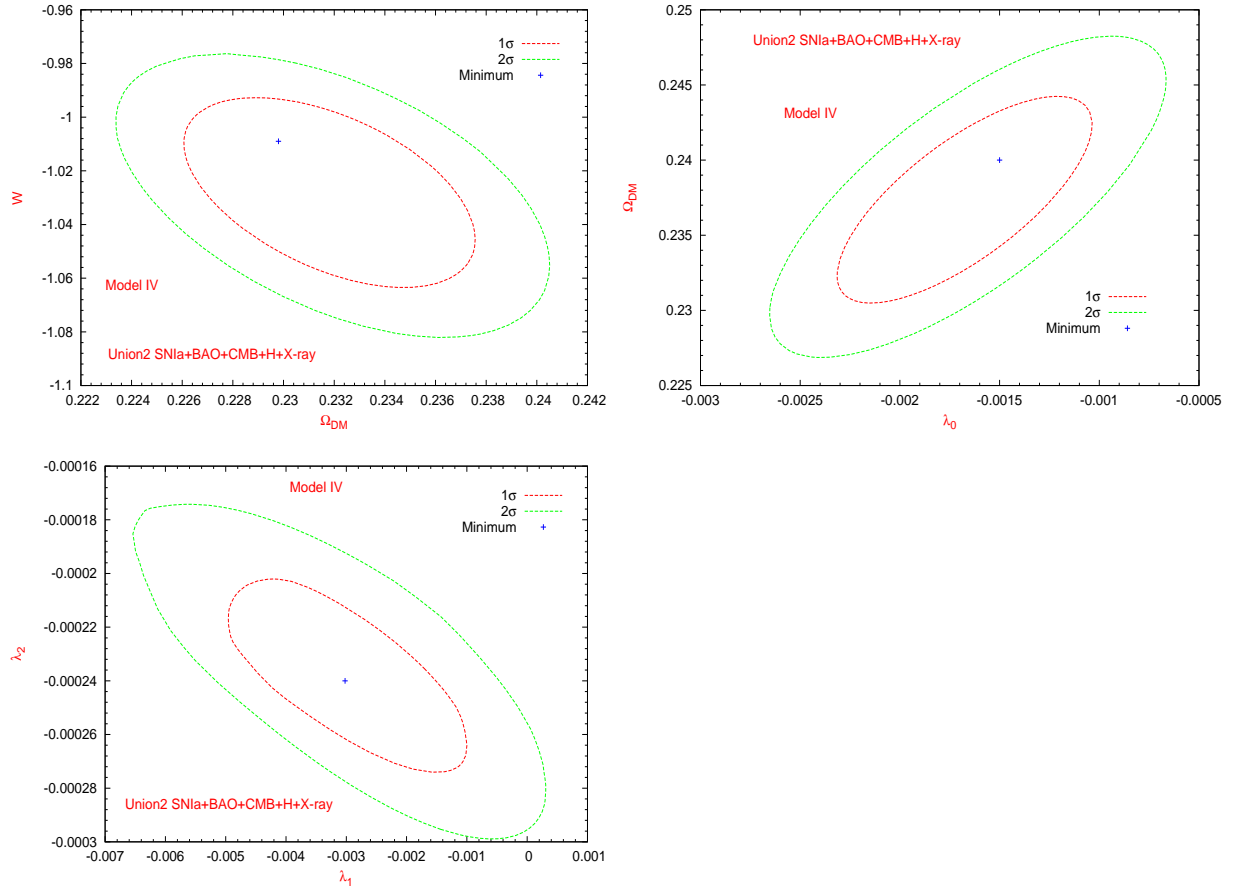 -0.96
-0.98
-1
-1.02
-1.04
-1.06
-1.08
-1.1
W
1σ
2σ
Minimum
Model IV
Union2 SNIa+BAO+CMB+H+X-ray
0.222 0.224 0.226 0.228 0.23 0.232 0.234 0.236 0.238 0.24 0.242
Ω_DM
0.25
0.245
0.24
0.235
0.23
0.225
Ω_DM
Union2 SNIa+BAO+CMB+H+X-ray
Model IV
1σ
2σ
Minimum
-0.003 -0.0025 -0.002 -0.0015 -0.001 -0.0005
λ_0
-0.00016
-0.00018
-0.0002
-0.00022
-0.00024
-0.00026
-0.00028
-0.0003
λ_2
Model IV
1σ
2σ
Minimum
Union2 SNIa+BAO+CMB+H+X-ray
-0.007 -0.006 -0.005 -0.004 -0.003 -0.002 -0.001 0 0.001
λ_1